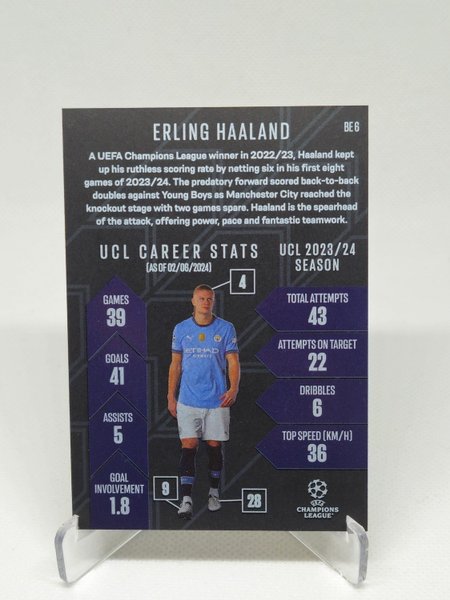 ERLING HAALAND
BE 6
A UEFA Champions League winner in 2022/23, Haaland kept
up his ruthless scoring rate by netting six in his first eight
games of 2023/24. The predatory forward scored back-to-back
doubles against Young Boys as Manchester City reached the
knockout stage with two games spare. Haaland is the spearhead
of the attack, offering power, pace and fantastic teamwork.
UCL CAREER STATS
(AS OF 02/06/2024)
GAMES
39
GOALS
41
ASSISTS
5
GOAL
INVOLVEMENT
1.8
4
ETIHAD
AIRWAYS
9
28
UCL 2023/24
SEASON
TOTAL ATTEMPTS
43
ATTEMPTS ON TARGET
22
DRIBBLES
6
TOP SPEED (KM/H)
36
UEFA
CHAMPIONS
LEAGUE